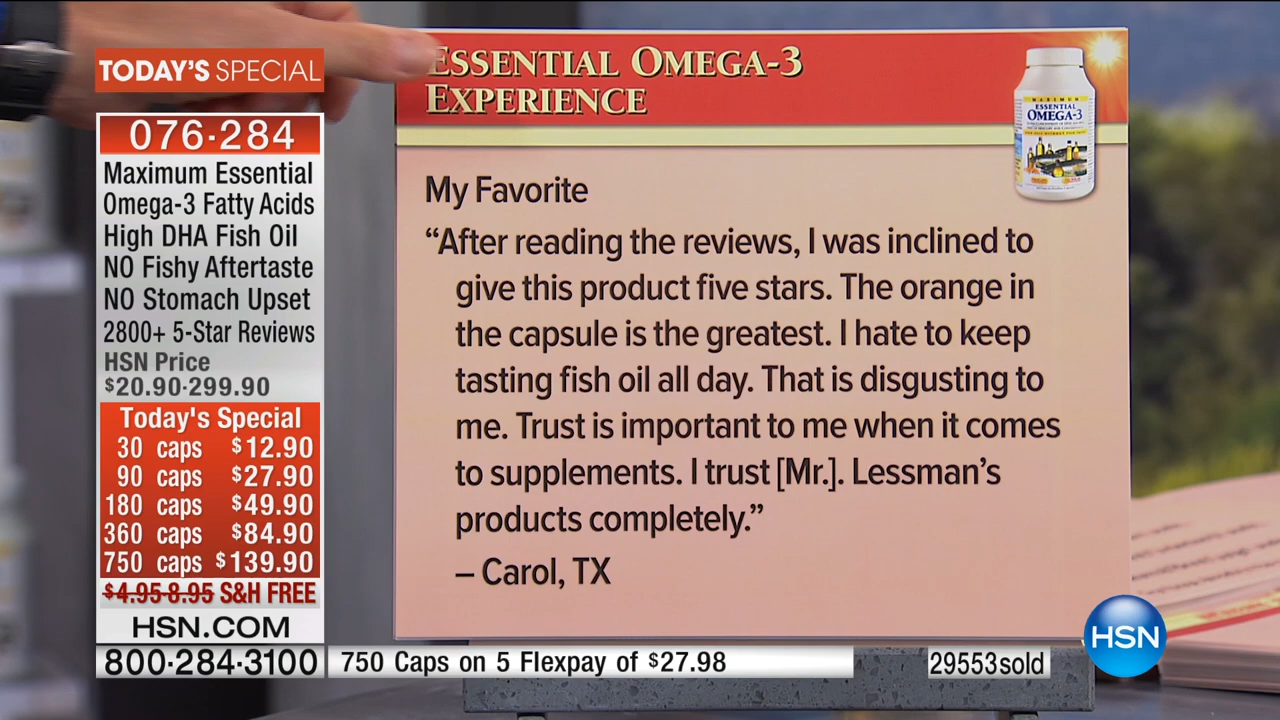 TODAY'S SPECIAL
076·284
Maximum Essential
Omega-3 Fatty Acids
High DHA Fish Oil
NO Fishy Aftertaste
NO Stomach Upset
2800+ 5-Star Reviews
HSN Price
$20.90-299.90
Today's Special
30 caps $12.90
90 caps $27.90
180 caps $49.90
360 caps $84.90
750 caps $139.90
$4.95-8.95 S&H FREE
HSN.COM
800·284·3100
750 Caps on 5 Flexpay of $27.98
29553sold
HSN
ESSENTIAL OMEGA-3
EXPERIENCE
MAXIMUM
ESSENTIAL
OMEGA-3
My Favorite
“After reading the reviews, I was inclined to
give this product five stars. The orange in
the capsule is the greatest. I hate to keep
tasting fish oil all day. That is disgusting to
me. Trust is important to me when it comes
to supplements. I trust [Mr.]. Lessman’s
products completely.”
– Carol, TX